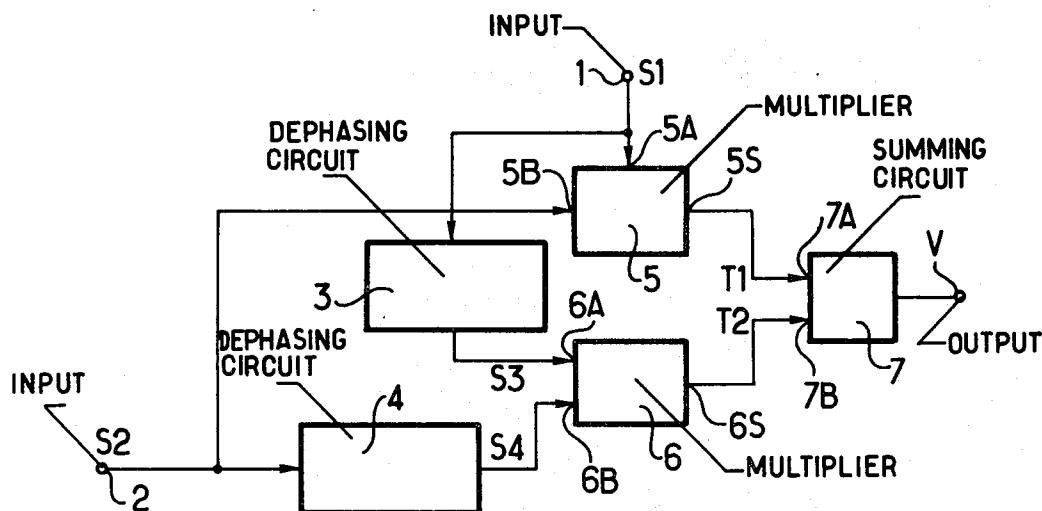 INPUT
1 S1
MULTIPLIER
DEPHASING
CIRCUIT
5A
SUMMING
CIRCUIT
5B
5S
7A
V
3
5
T1
6A
T2
DEPHASING
CIRCUIT
7
OUTPUT
7B
INPUT
S3
4
S2
S4
6
6S
6B
MULTIPLIER
2